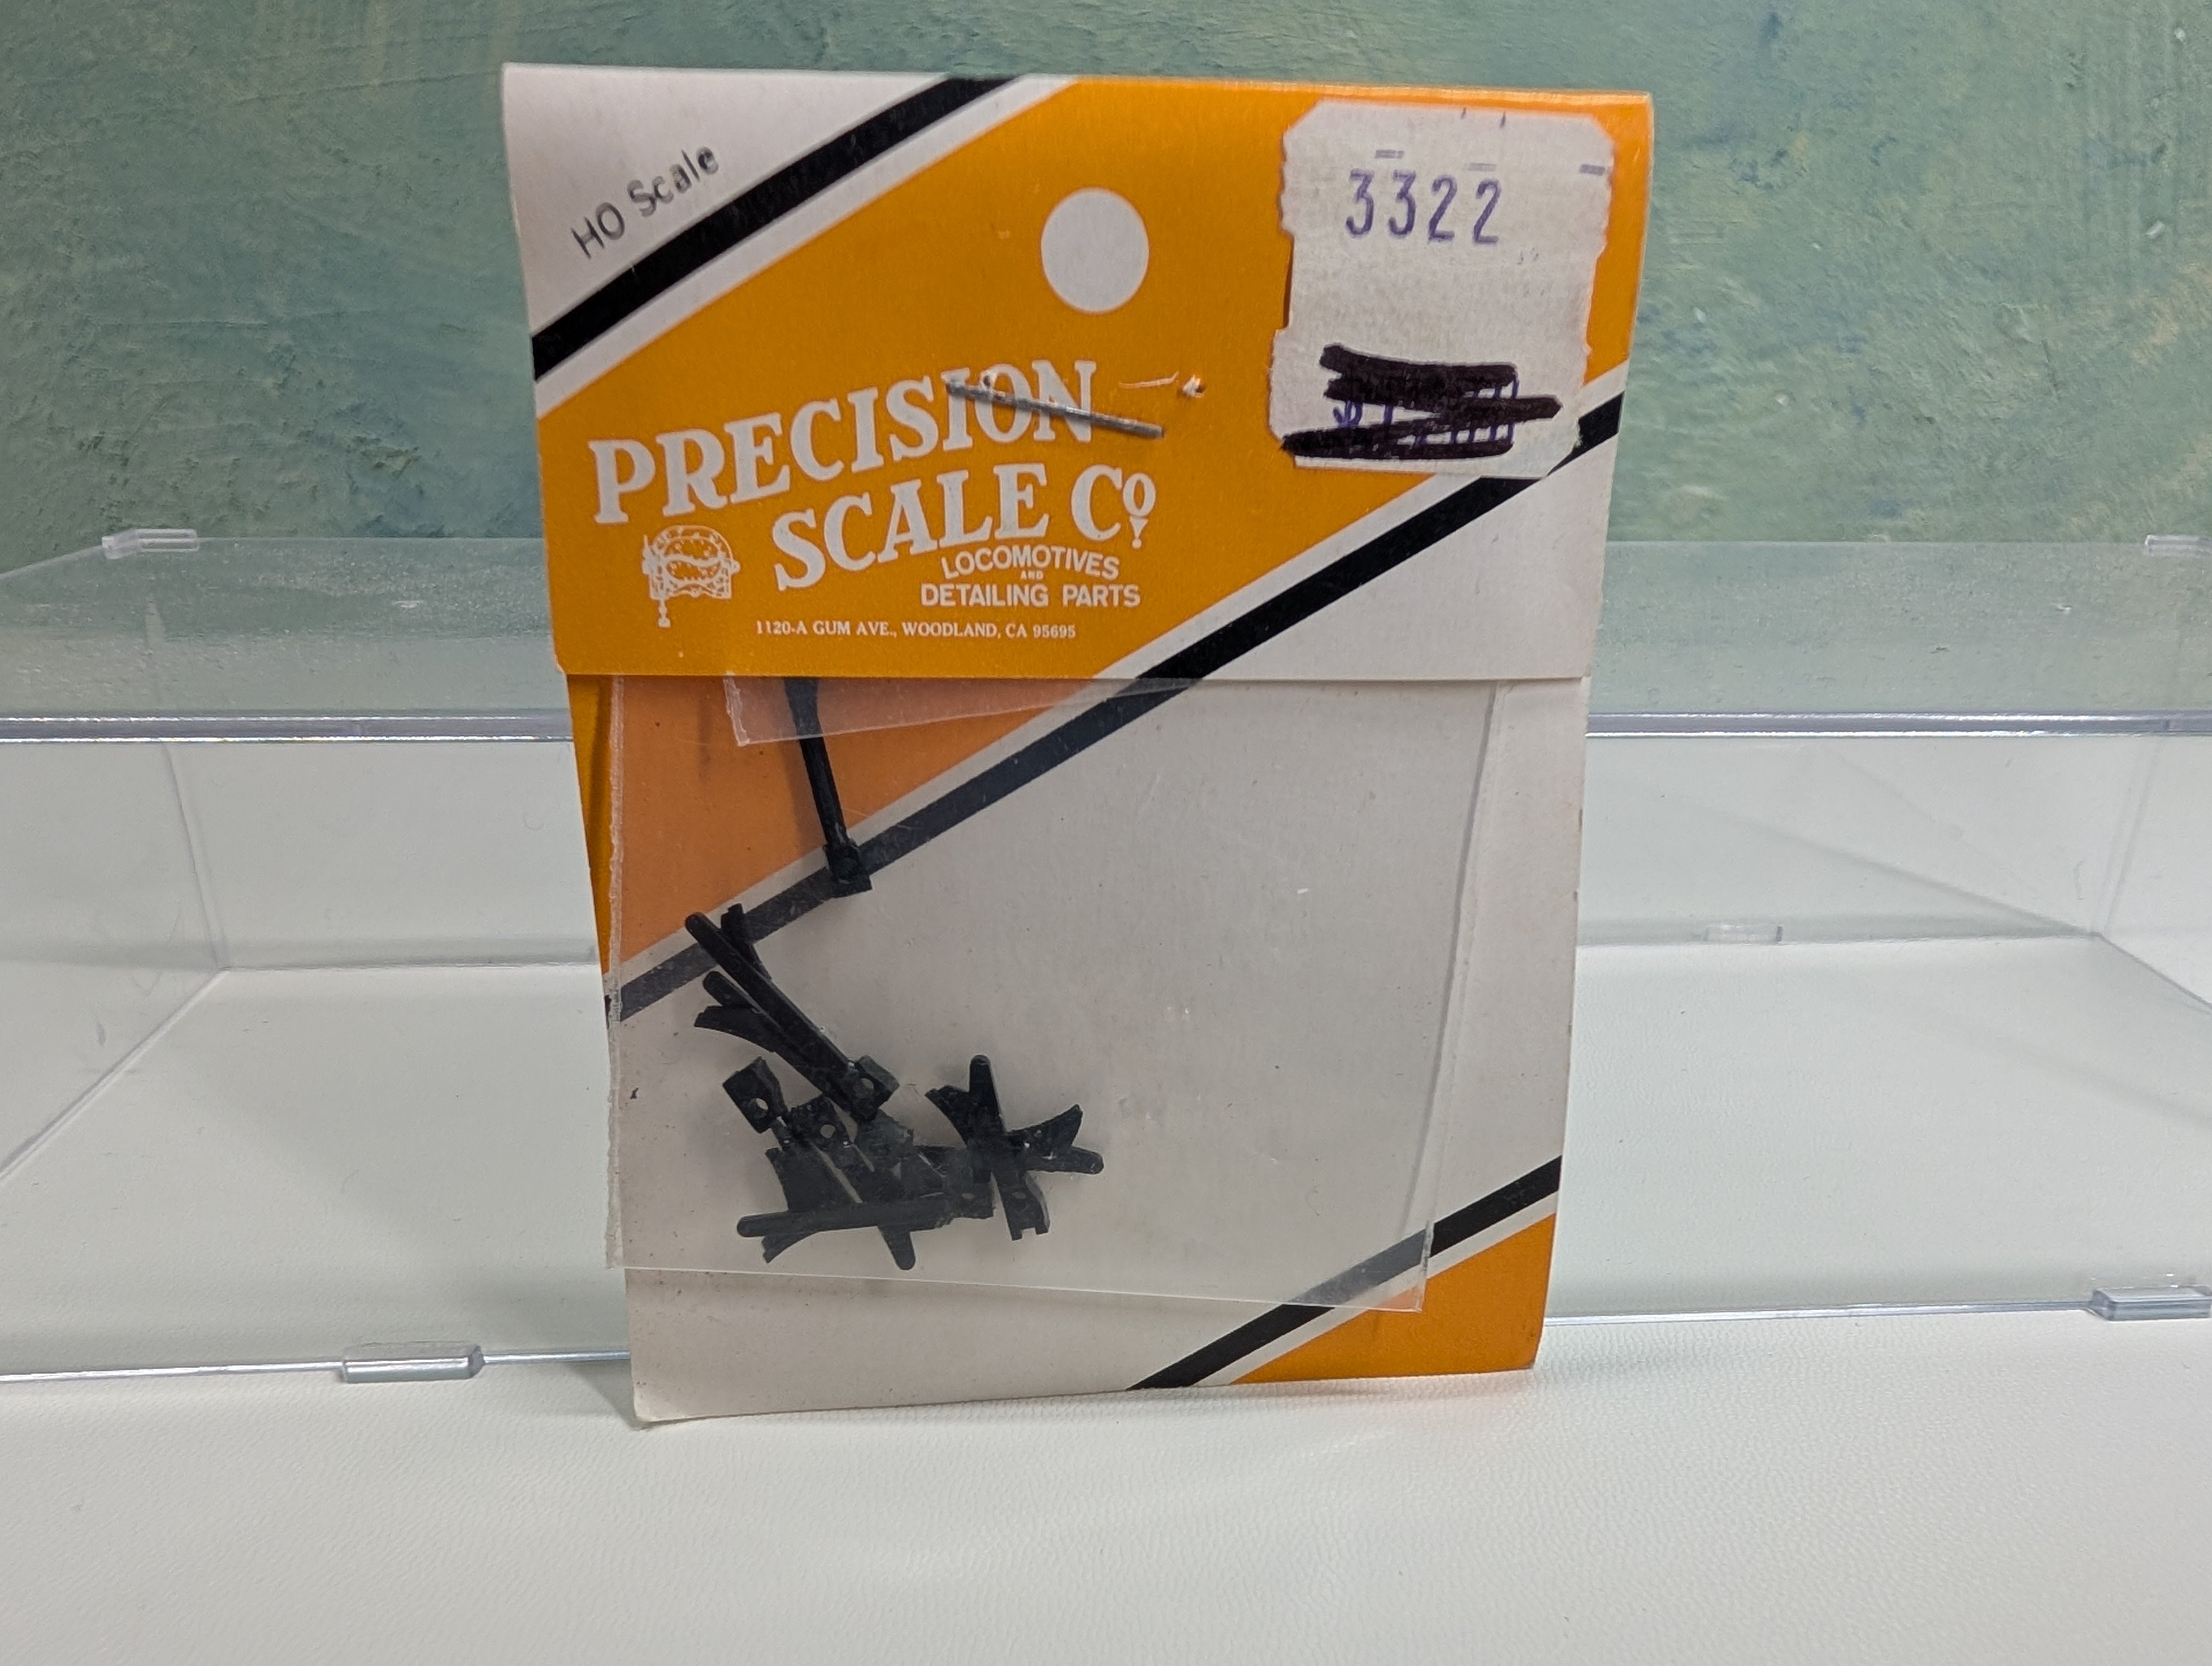 HO Scale
3322
PRECISION
SCALE CO.
LOCOMOTIVES
AND
DETAILING PARTS
1120-A GUM AVE., WOODLAND, CA 95695